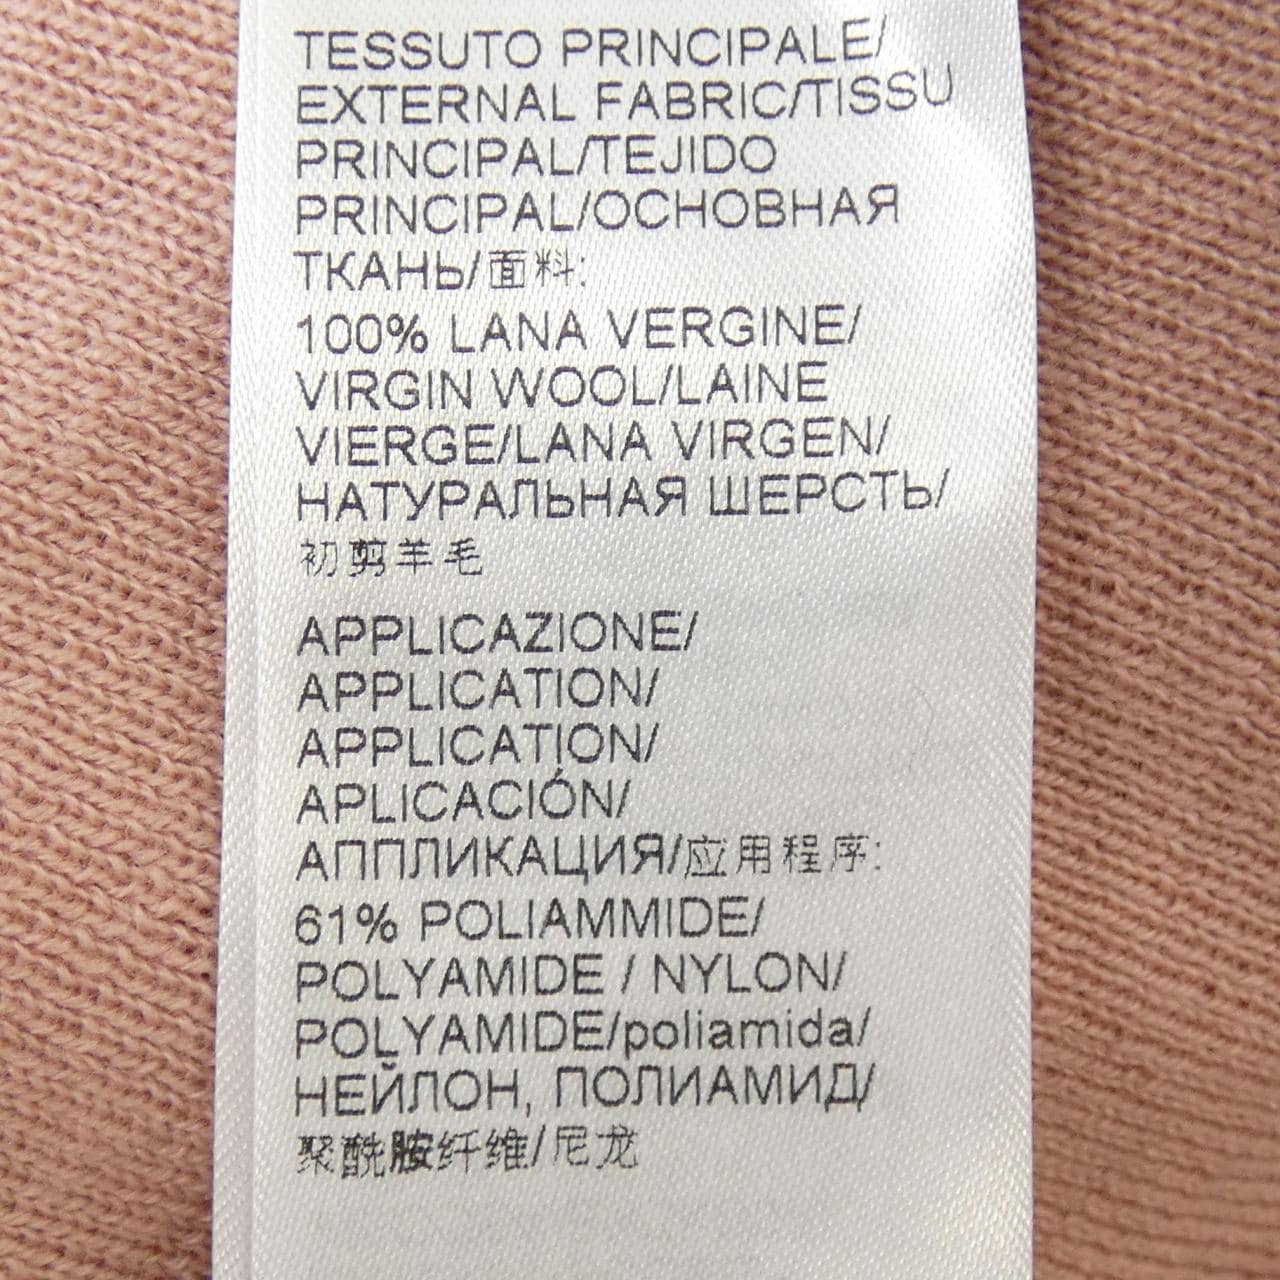 TESSUTO PRINCIPALE/
EXTERNAL FABRIC/TISSU
PRINCIPAL/TEJIDO
PRINCIPAL/ОСНОВНАЯ
ТКАНЬ/面料:
100% LANA VERGINE/
VIRGIN WOOL/LAINE
VIERGE/LANA VIRGEN/
НАТУРАЛЬНАЯ ШЕРСТЬ/
初剪羊毛
APPLICAZIONE/
APPLICATION/
APPLICATION/
APLICACIÓN/
АППЛИКАЦИЯ/应用程序:
61% POLIAMMIDE/
POLYAMIDE / NYLON/
POLYAMIDE/poliamida/
НЕЙЛОН, ПОЛИАМИД/
聚酰胺纤维/尼龙